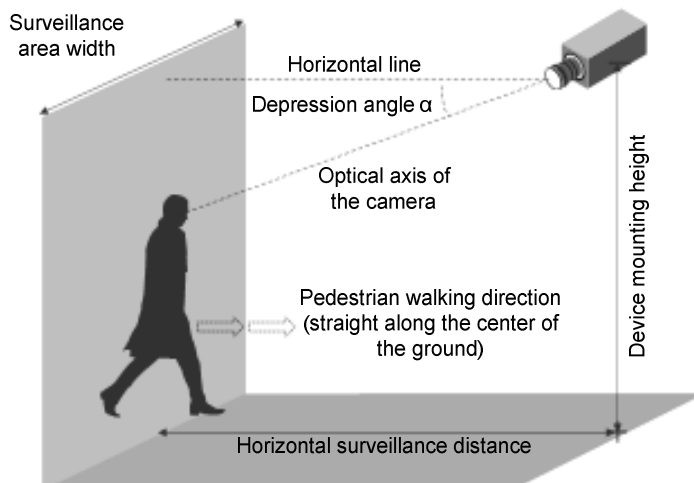 Surveillance
area width
Horizontal line
Depression angle α
Optical axis of
the camera
Device mounting height
Pedestrian walking direction
(straight along the center of
the ground)
Horizontal surveillance distance